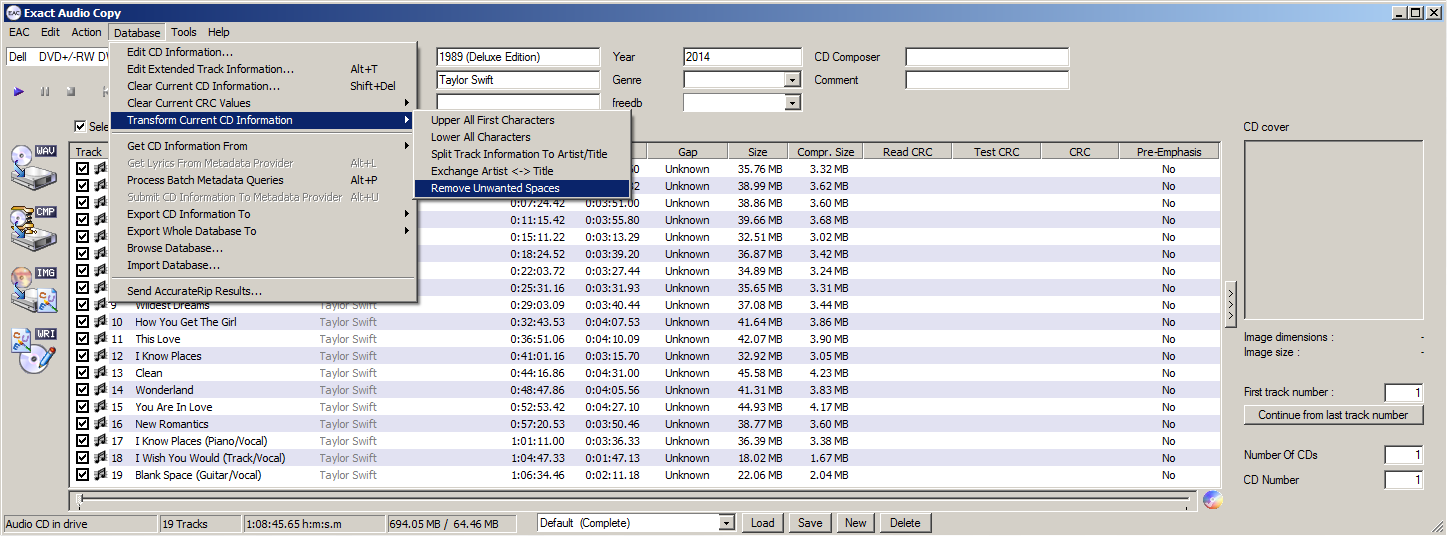 EAC Exact Audio Copy
EAC Edit Action Database Tools Help
Dell DVD+/-RW DV
1989 (Deluxe Edition) Year 2014 CD Composer
Taylor Swift Genre Comment
freedb
Edit CD Information...
Edit Extended Track Information... Alt+T
Clear Current CD Information... Shift+Del
Clear Current CRC Values
Transform Current CD Information
Get CD Information From
Get Lyrics From Metadata Provider Alt+L
Process Batch Metadata Queries Alt+P
Submit CD Information To Metadata Provider Alt+U
Export CD Information To
Export Whole Database To
Browse Database...
Import Database...
Send AccurateRip Results...
Upper All First Characters
Lower All Characters
Split Track Information To Artist/Title
Exchange Artist <-> Title
Remove Unwanted Spaces
WAV
CMP
IMG
WRI
Sele
Track Gap Size Compr. Size Read CRC Test CRC CRC Pre-Emphasis
Unknown 35.76 MB 3.32 MB No
Unknown 38.99 MB 3.62 MB No
0:07:24.42 0:03:51.00 Unknown 38.86 MB 3.60 MB No
0:11:15.42 0:03:55.80 Unknown 39.66 MB 3.68 MB No
0:15:11.22 0:03:13.29 Unknown 32.51 MB 3.02 MB No
0:18:24.52 0:03:39.20 Unknown 36.87 MB 3.42 MB No
0:22:03.72 0:03:27.44 Unknown 34.89 MB 3.24 MB No
0:25:31.16 0:03:31.93 Unknown 35.65 MB 3.31 MB No
9 Wildest Dreams Taylor Swift 0:29:03.09 0:03:40.44 Unknown 37.08 MB 3.44 MB No
10 How You Get The Girl Taylor Swift 0:32:43.53 0:04:07.53 Unknown 41.64 MB 3.86 MB No
11 This Love Taylor Swift 0:36:51.06 0:04:10.09 Unknown 42.07 MB 3.90 MB No
12 I Know Places Taylor Swift 0:41:01.16 0:03:15.70 Unknown 32.92 MB 3.05 MB No
13 Clean Taylor Swift 0:44:16.86 0:04:31.00 Unknown 45.58 MB 4.23 MB No
14 Wonderland Taylor Swift 0:48:47.86 0:04:05.56 Unknown 41.31 MB 3.83 MB No
15 You Are In Love Taylor Swift 0:52:53.42 0:04:27.10 Unknown 44.93 MB 4.17 MB No
16 New Romantics Taylor Swift 0:57:20.53 0:03:50.46 Unknown 38.77 MB 3.60 MB No
17 I Know Places (Piano/Vocal) Taylor Swift 1:01:11.00 0:03:36.33 Unknown 36.39 MB 3.38 MB No
18 I Wish You Would (Track/Vocal) Taylor Swift 1:04:47.33 0:01:47.13 Unknown 18.02 MB 1.67 MB No
19 Blank Space (Guitar/Vocal) Taylor Swift 1:06:34.46 0:02:11.18 Unknown 22.06 MB 2.04 MB No
CD cover
Image dimensions : -
Image size : -
First track number : 1
Continue from last track number
Number Of CDs 1
CD Number 1
Audio CD in drive 19 Tracks 1:08:45.65 h:m:s.m 694.05 MB / 64.46 MB Default (Complete) Load Save New Delete